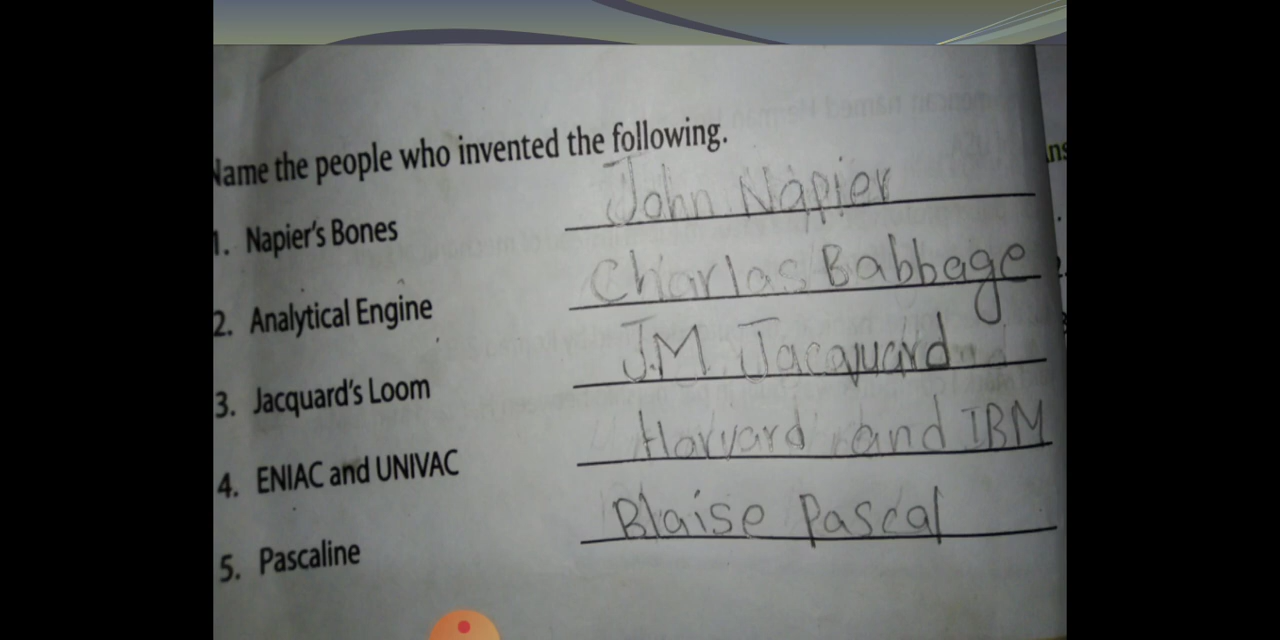 Name the people who invented the following.
1. Napier's Bones John Napier
2. Analytical Engine Charlas Babbage
3. Jacquard's Loom J.M Jacquard
4. ENIAC and UNIVAC Harvard and IBM
5. Pascaline Blaise Pascal